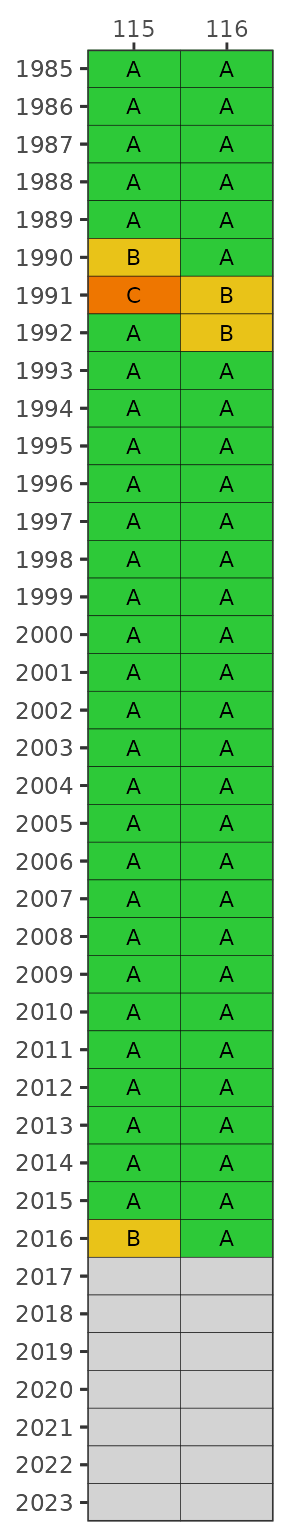 115 116
1985 A A
1986 A A
1987 A A
1988 A A
1989 A A
1990 B A
1991 C B
1992 A B
1993 A A
1994 A A
1995 A A
1996 A A
1997 A A
1998 A A
1999 A A
2000 A A
2001 A A
2002 A A
2003 A A
2004 A A
2005 A A
2006 A A
2007 A A
2008 A A
2009 A A
2010 A A
2011 A A
2012 A A
2013 A A
2014 A A
2015 A A
2016 B A
2017
2018
2019
2020
2021
2022
2023